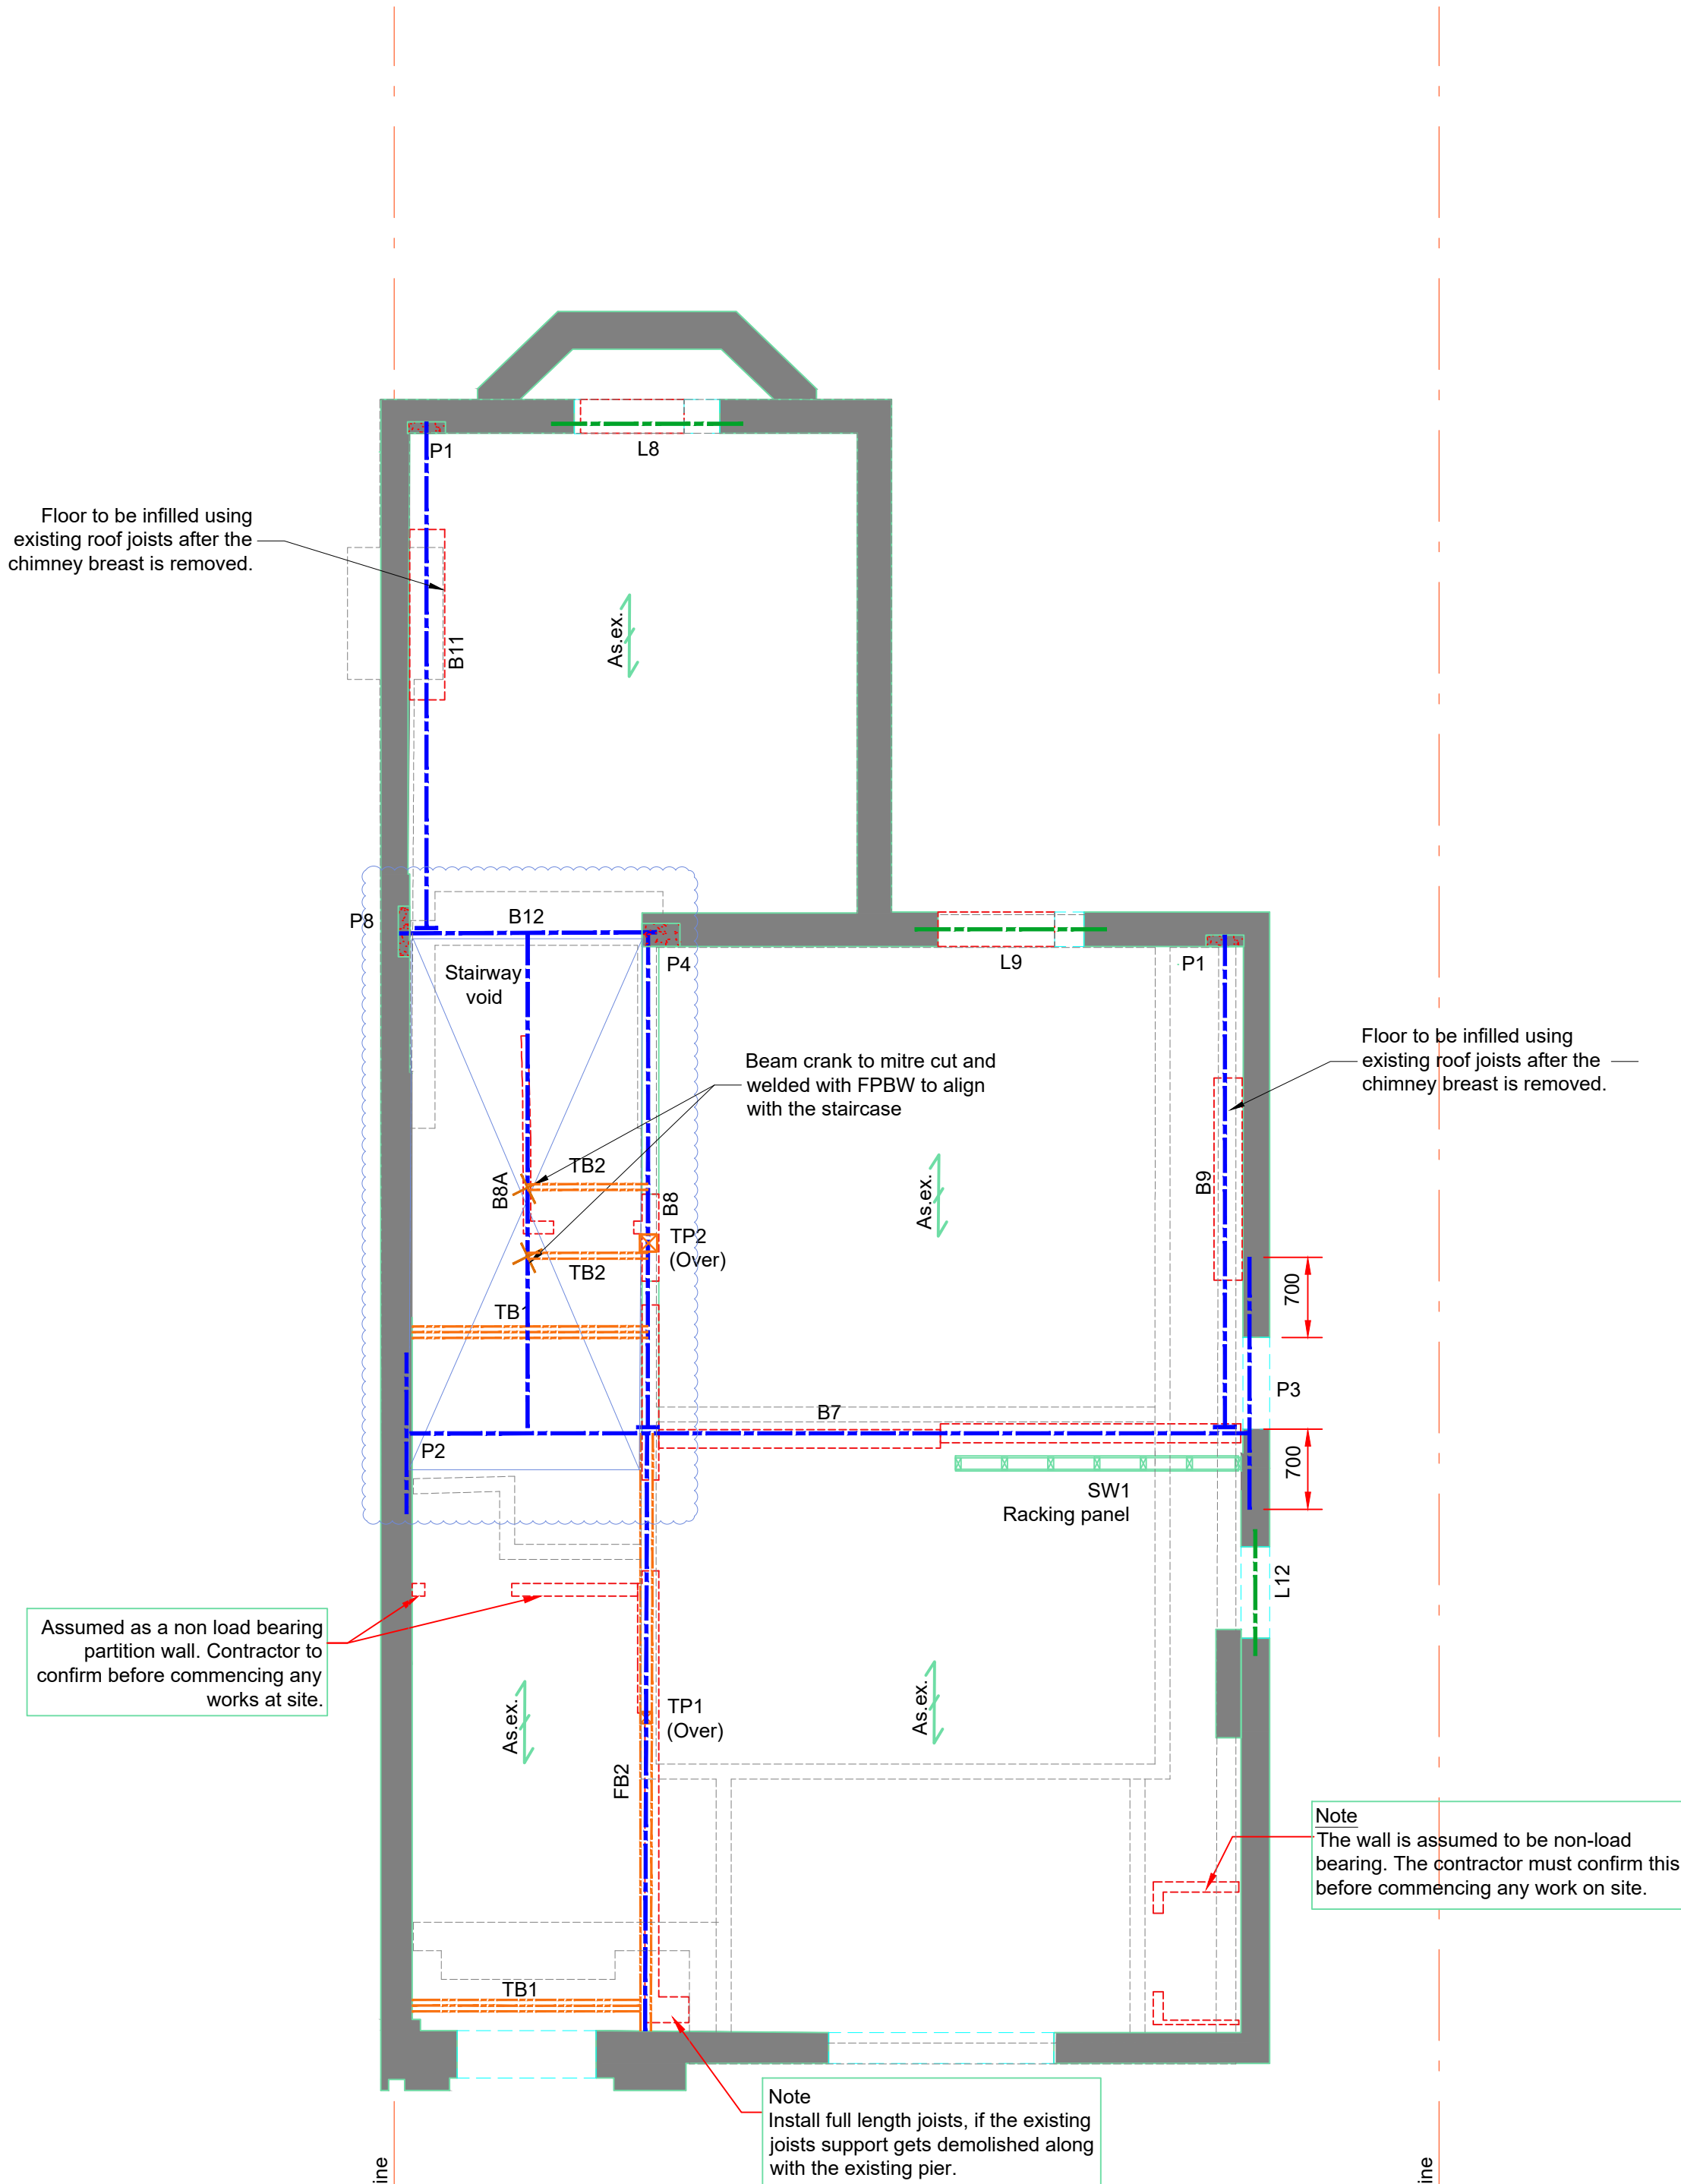 P1
L8
Floor to be infilled using
existing roof joists after the
chimney breast is removed.
As.ex.
B11
P8
B12
P4
L9
P1
Stairway
void
Beam crank to mitre cut and
welded with FPBW to align
with the staircase
Floor to be infilled using
existing roof joists after the
chimney breast is removed.
TB2
B8A
B8
As.ex.
B9
TP2
(Over)
TB2
700
TB1
P3
B7
P2
700
SW1
Racking panel
L12
Assumed as a non load bearing
partition wall. Contractor to
confirm before commencing any
works at site.
As.ex.
As.ex.
TP1
(Over)
FB2
Note
The wall is assumed to be non-load
bearing. The contractor must confirm this
before commencing any work on site.
TB1
Note
Install full length joists, if the existing
joists support gets demolished along
with the existing pier.
ine
ine